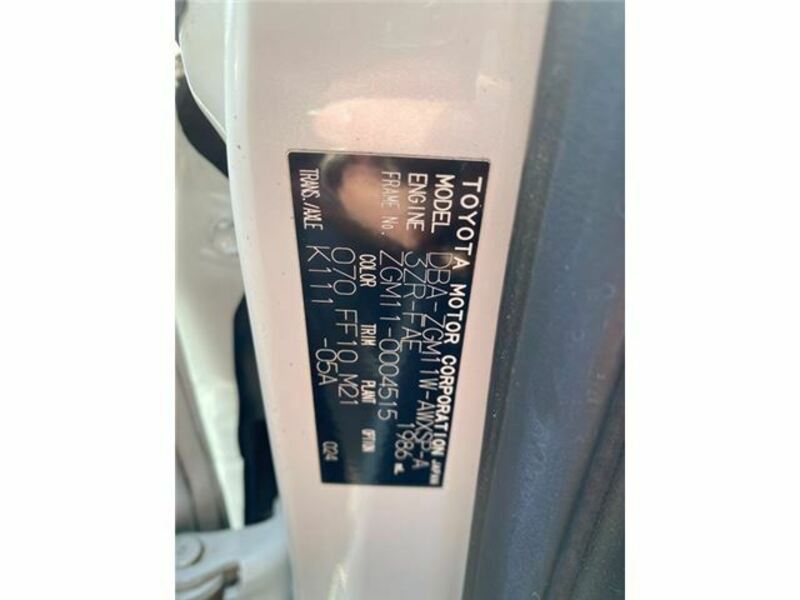 TOYOTA MOTOR CORPORATION JAPAN
MODEL DBA-ZGM11W-AWXSP-A
ENGINE 3ZR-FAE 1986 mL
FRAME No. ZGM11-0004515
COLOR TRIM PLANT OPTION
070 FF10 M21
TRANS./AXLE K111 -05A 024